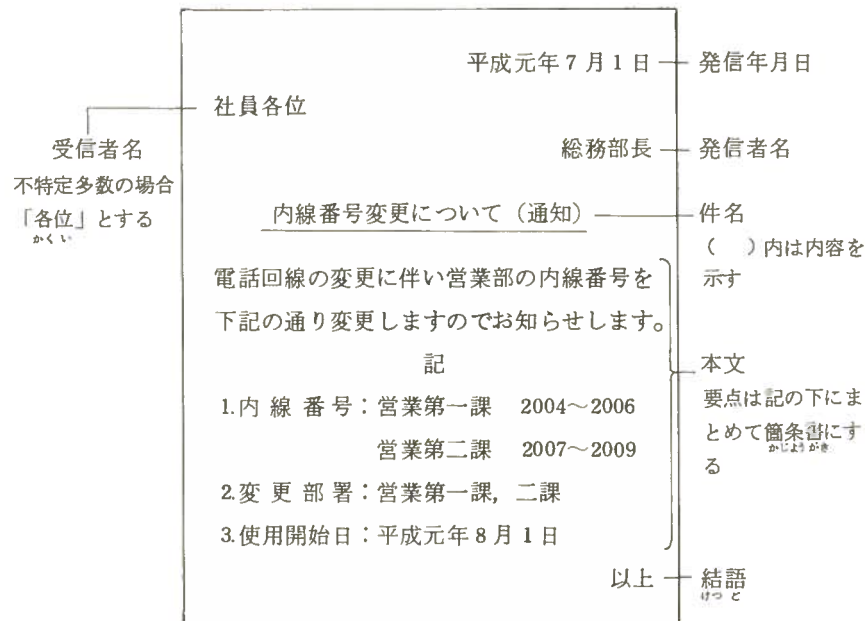 平成元年7月1日
発信年月日
社員各位
受信者名
不特定多数の場合
「各位」とする
かくい
総務部長
発信者名
内線番号変更について（通知）
件名
（　）内は内容を
示す
電話回線の変更に伴い営業部の内線番号を
下記の通り変更しますのでお知らせします。
記
1.内線番号：営業第一課　2004～2006
営業第二課　2007～2009
2.変更部署：営業第一課，二課
3.使用開始日：平成元年8月1日
本文
要点は記の下にま
とめて箇条書にす
かじょうがき
る
以上
結語
けつど